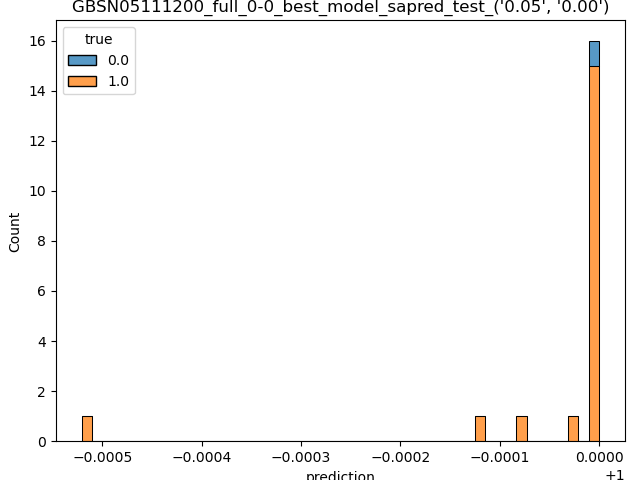 GBSN05111200_full_0-0_best_model_sapred_test_('0.05', '0.00')
true
0.0
1.0
Count
16
14
12
10
8
6
4
2
0
−0.0005 −0.0004 −0.0003 −0.0002 −0.0001 0.0000
+1
prediction